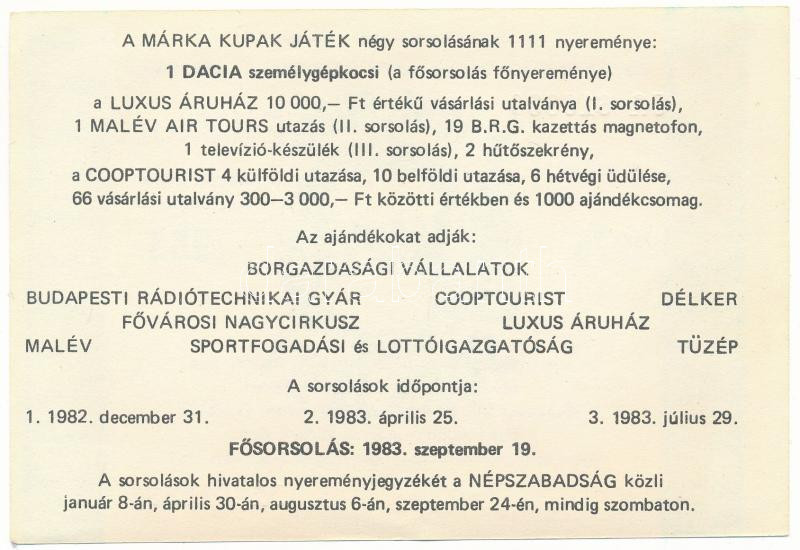 A MÁRKA KUPAK JÁTÉK négy sorsolásának 1111 nyereménye:
1 DACIA személygépkocsi (a fősorsolás főnyereménye)
a LUXUS ÁRUHÁZ 10 000,— Ft értékű vásárlási utalványa (I. sorsolás),
1 MALÉV AIR TOURS utazás (II. sorsolás), 19 B.R.G. kazettás magnetofon,
1 televízió-készülék (III. sorsolás), 2 hűtőszekrény,
a COOPTOURIST 4 külföldi utazása, 10 belföldi utazása, 6 hétvégi üdülése,
66 vásárlási utalvány 300—3 000,— Ft közötti értékben és 1000 ajándékcsomag.
Az ajándékokat adják:
BORGAZDASÁGI VÁLLALATOK
BUDAPESTI RÁDIÓTECHNIKAI GYÁR COOPTOURIST DÉLKER
FŐVÁROSI NAGYCIRKUSZ LUXUS ÁRUHÁZ
MALÉV SPORTFOGADÁSI és LOTTÓIGAZGATÓSÁG TÜZÉP
A sorsolások időpontja:
1. 1982. december 31. 2. 1983. április 25. 3. 1983. július 29.
FŐSORSOLÁS: 1983. szeptember 19.
A sorsolások hivatalos nyereményjegyzékét a NÉPSZABADSÁG közli
január 8-án, április 30-án, augusztus 6-án, szeptember 24-én, mindig szombaton.